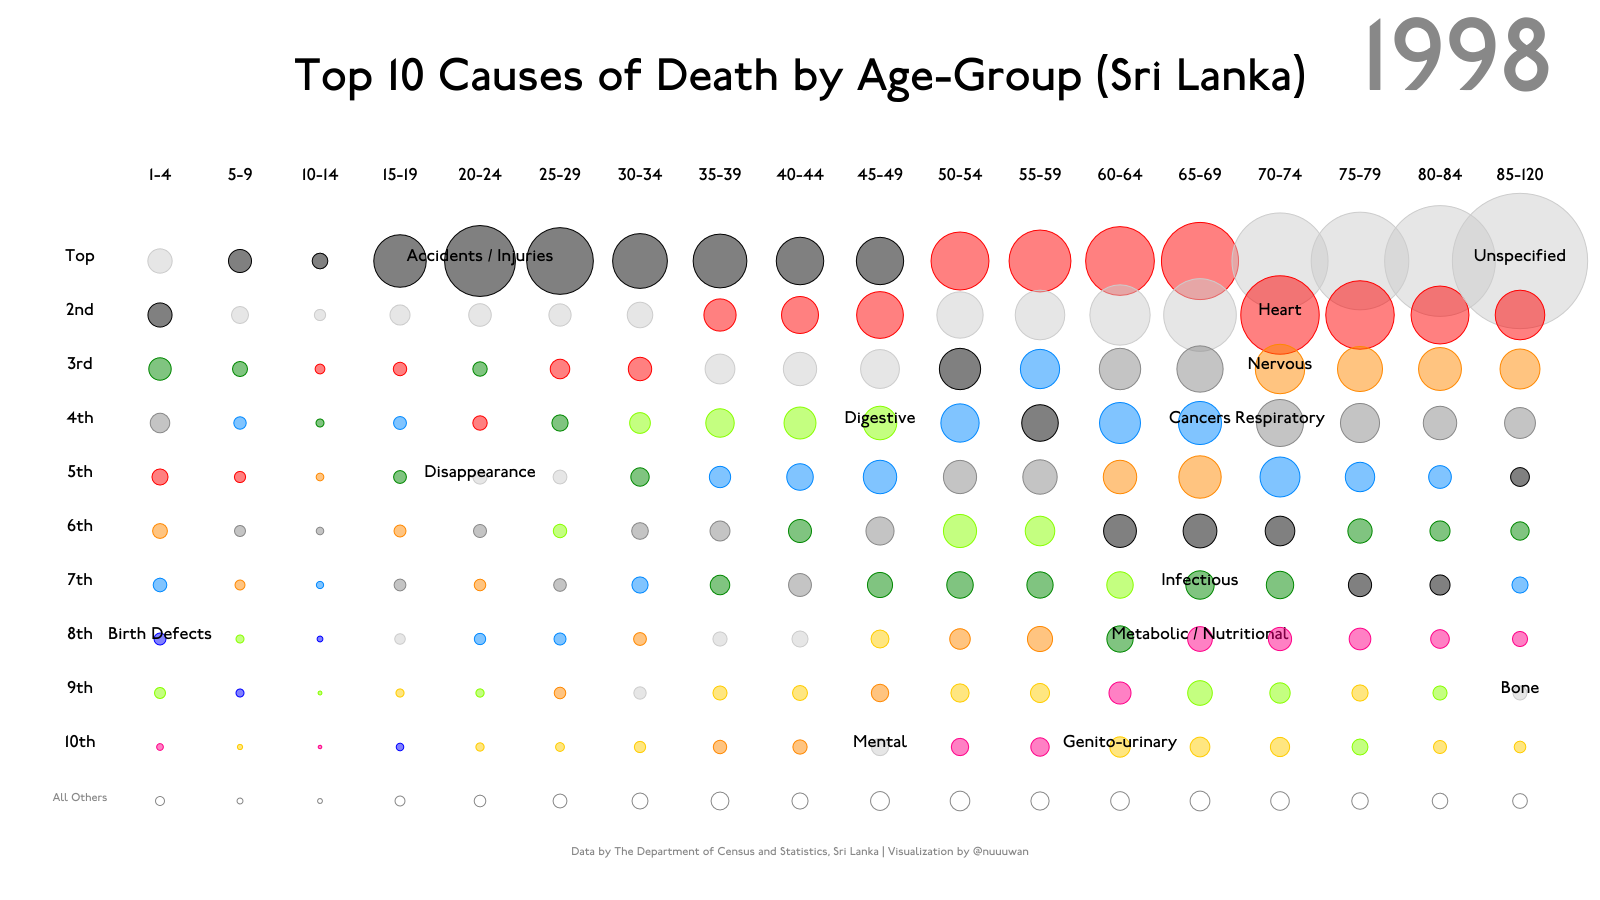 1998
Top 10 Causes of Death by Age-Group (Sri Lanka)
1-4 5-9 10-14 15-19 20-24 25-29 30-34 35-39 40-44 45-49 50-54 55-59 60-64 65-69 70-74 75-79 80-84 85-120
Top Accidents / Injuries Unspecified
2nd Heart
3rd Nervous
4th Digestive Cancers Respiratory
5th Disappearance
6th
7th Infectious
8th Birth Defects Metabolic / Nutritional
9th Bone
10th Mental Genito-urinary
All Others
Data by The Department of Census and Statistics, Sri Lanka | Visualization by @nuuuwan